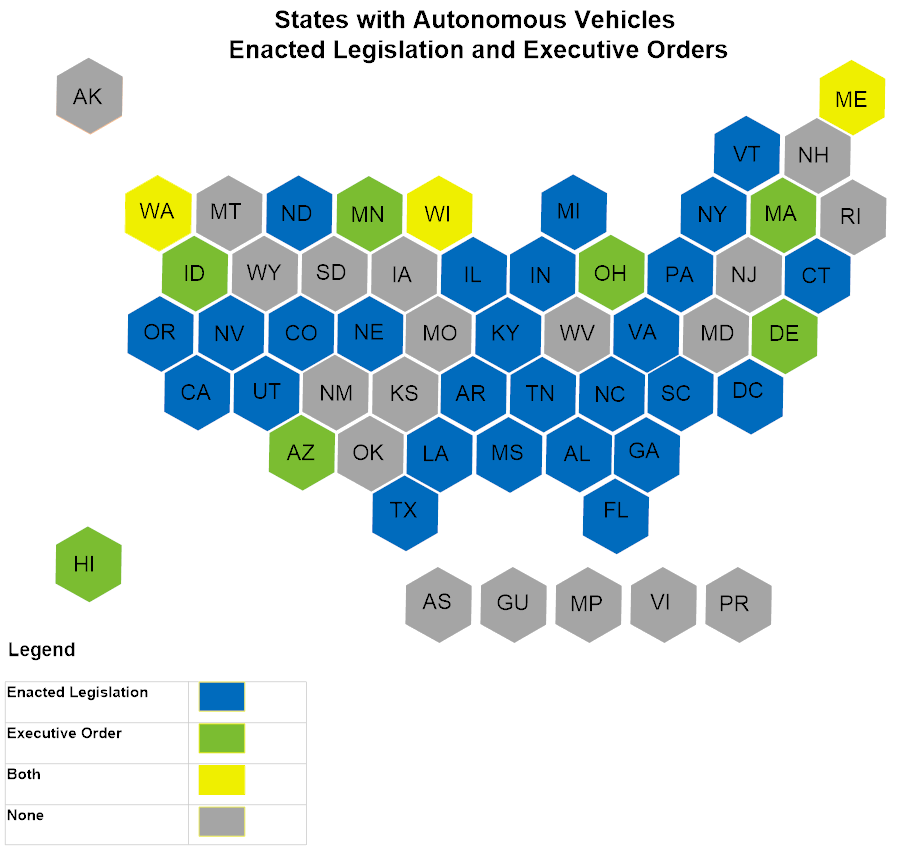 States with Autonomous Vehicles
Enacted Legislation and Executive Orders
AK
ME
VT NH
WA MT ND MN WI MI NY MA RI
ID WY SD IA IL IN OH PA NJ CT
OR NV CO NE MO KY WV VA MD DE
CA UT NM KS AR TN NC SC DC
AZ OK LA MS AL GA
TX FL
HI
AS GU MP VI PR
Legend
Enacted Legislation
Executive Order
Both
None